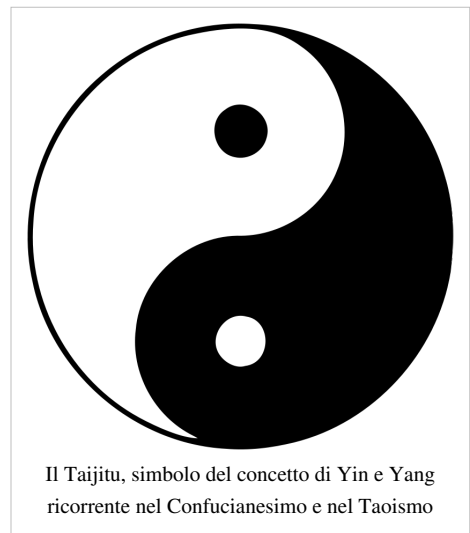 Il Taijitu, simbolo del concetto di Yin e Yang
ricorrente nel Confucianesimo e nel Taoismo